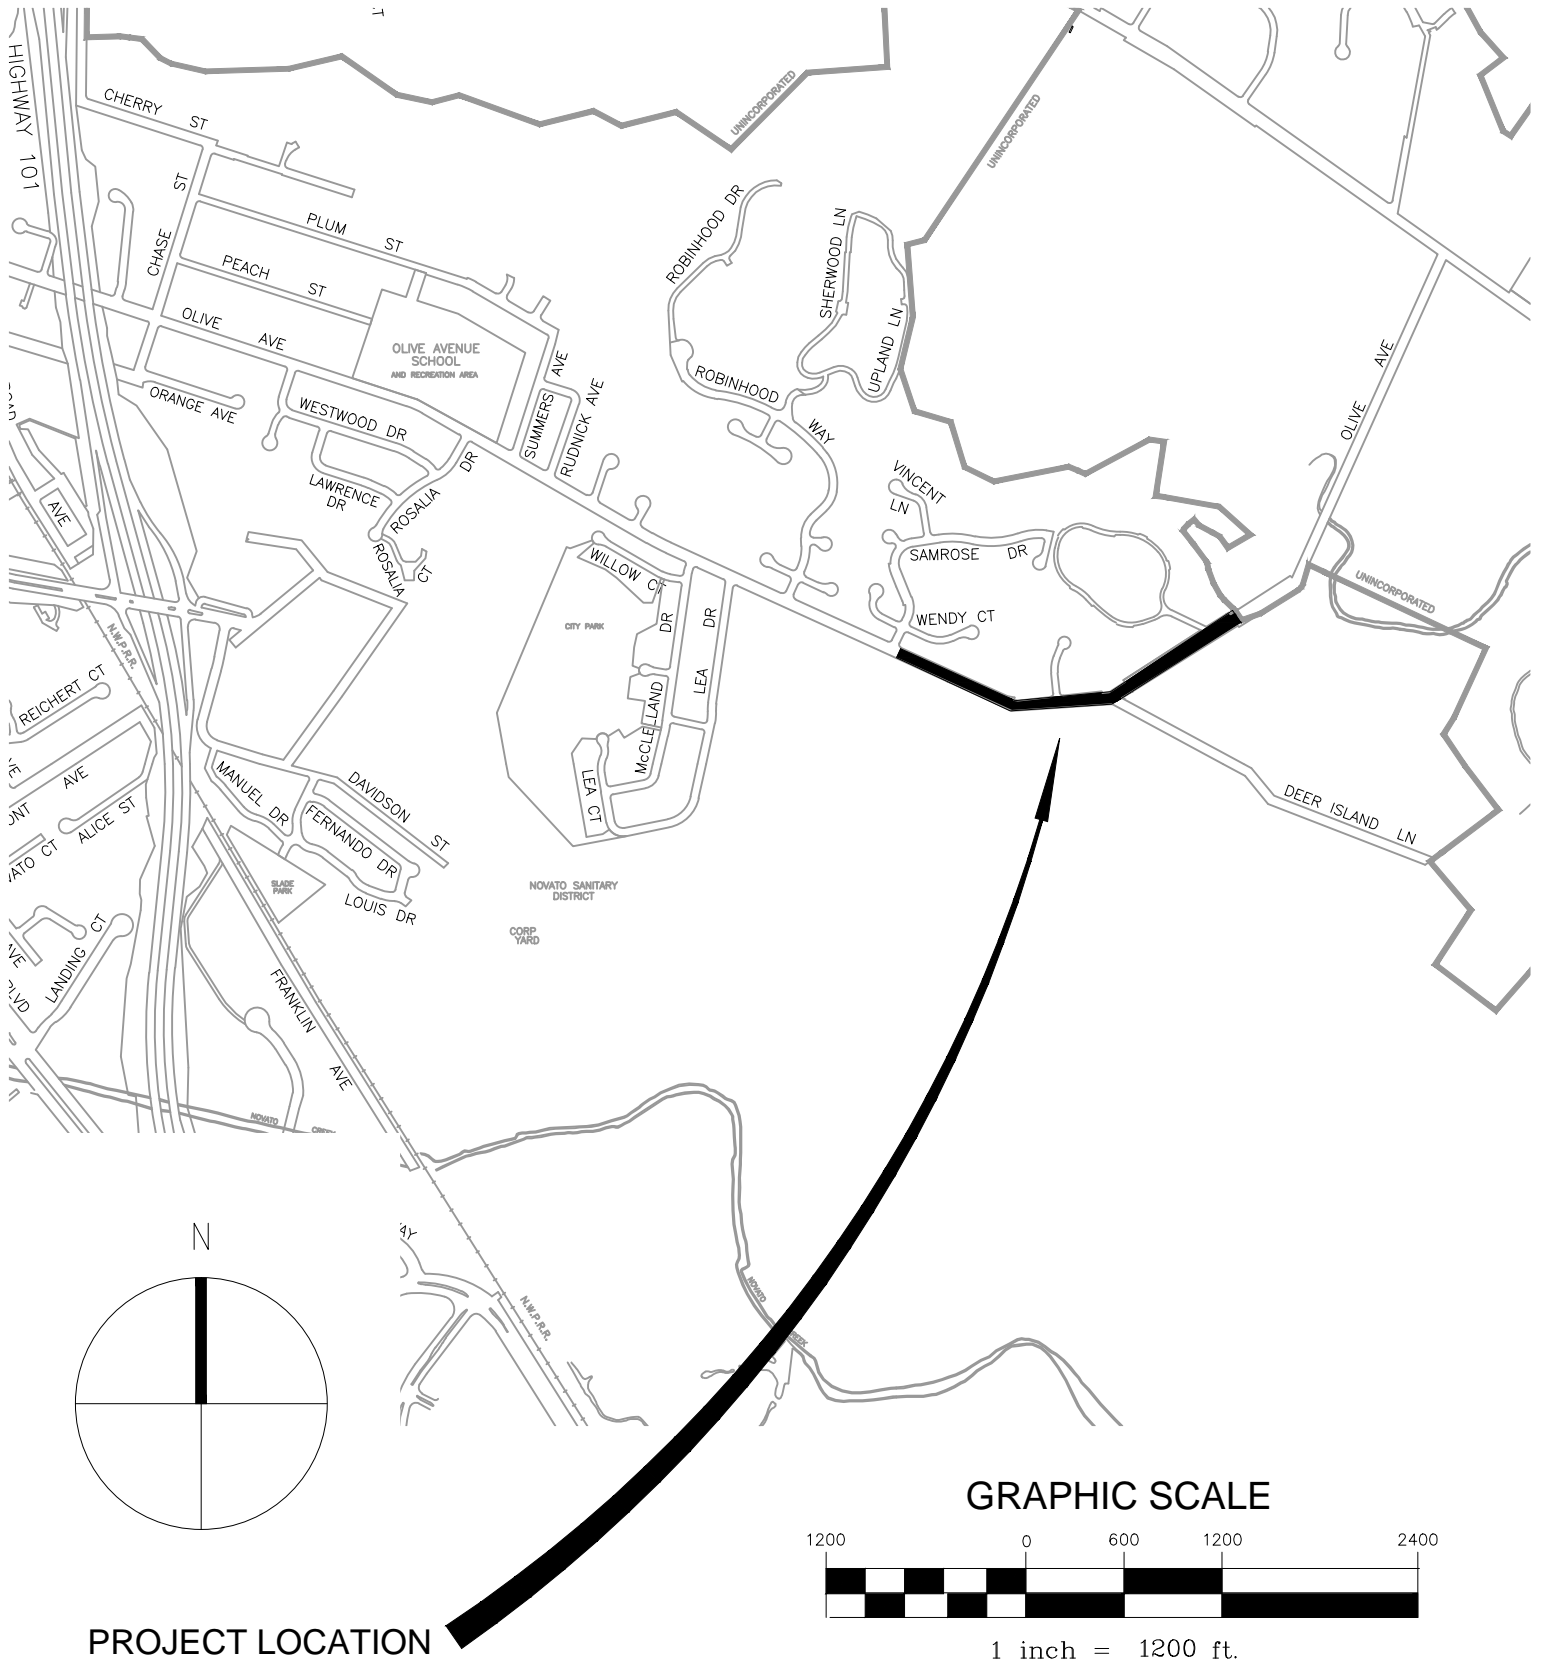 HIGHWAY 101
CHERRY ST
UNINCORPORATED
UNINCORPORATED
CHASE ST
PLUM ST
PEACH ST
OLIVE AVE
OLIVE AVENUE
SCHOOL
AND RECREATION AREA
ROBINHOOD DR
SHERWOOD LN
UPLAND LN
ROBINHOOD WAY
ORANGE AVE
WESTWOOD DR
SUMMERS AVE
RUDNICK AVE
LAWRENCE
DR
ROSALIA DR
ROSALIA CT
OLIVE AVE
VINCENT
LN
SAMROSE DR
WENDY CT
UNINCORPORATED
AVE
WILLOW CT
CITY PARK
McCLELLAND DR
LEA DR
LEA CT
N.W.P.R.R.
REICHERT CT
AVE
ALICE ST
MANUEL DR
DAVIDSON ST
FERNANDO DR
LOUIS DR
SLADE
PARK
DEER ISLAND LN
NOVATO SANITARY
DISTRICT
CORP
YARD
LANDING CT
FRANKLIN AVE
NOVATO
N.W.P.R.R.
NOVATO
N
GRAPHIC SCALE
1200 0 600 1200 2400
1 inch = 1200 ft.
PROJECT LOCATION